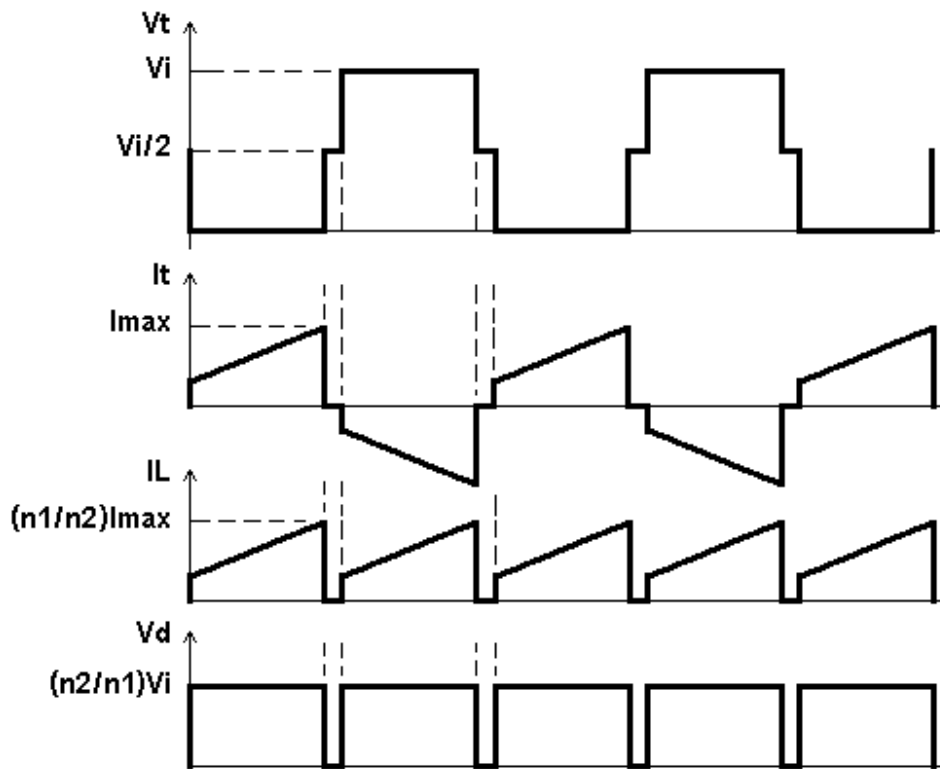 Vt
Vi
Vi/2
It
Imax
IL
(n1/n2)Imax
Vd
(n2/n1)Vi